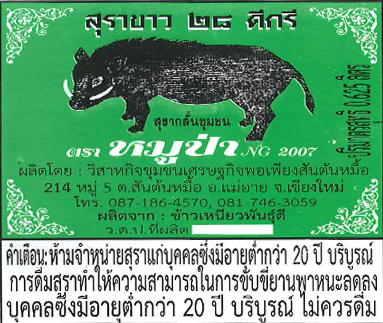 สุราขาว ๒๘ ดีกรี
ปริมาตรสุทธิ 0.625 ลิตร
สุรากลั่นชุมชน
ตรา หมูป่า .NG 2007
ผลิตโดย : วิสาหกิจชุมชนเศรษฐกิจพอเพียงสันต้นหมื้อ
214 หมู่ 5 ต.สันต้นหมื้อ อ.แม่อาย จ.เชียงใหม่
โทร. 087-186-4570, 081-746-3059
ผลิตจาก : ข้าวเหนียวพันธุ์ดี
ว.ด.ป.ที่ผลิต
คำเตือน:ห้ามจำหน่ายสุราแก่บุคคลซึ่งมีอายุต่ำกว่า 20 ปี บริบูรณ์
การดื่มสุราทำให้ความสามารถในการขับขี่ยานพาหนะลดลง
บุคคลซึ่งมีอายุต่ำกว่า 20 ปี บริบูรณ์ ไม่ควรดื่ม